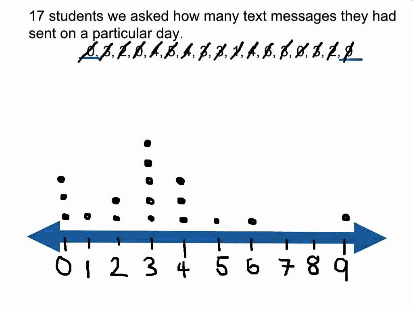 17 students we asked how many text messages they had
sent on a particular day.
0 1 2 3 4 5 6 7 8 9